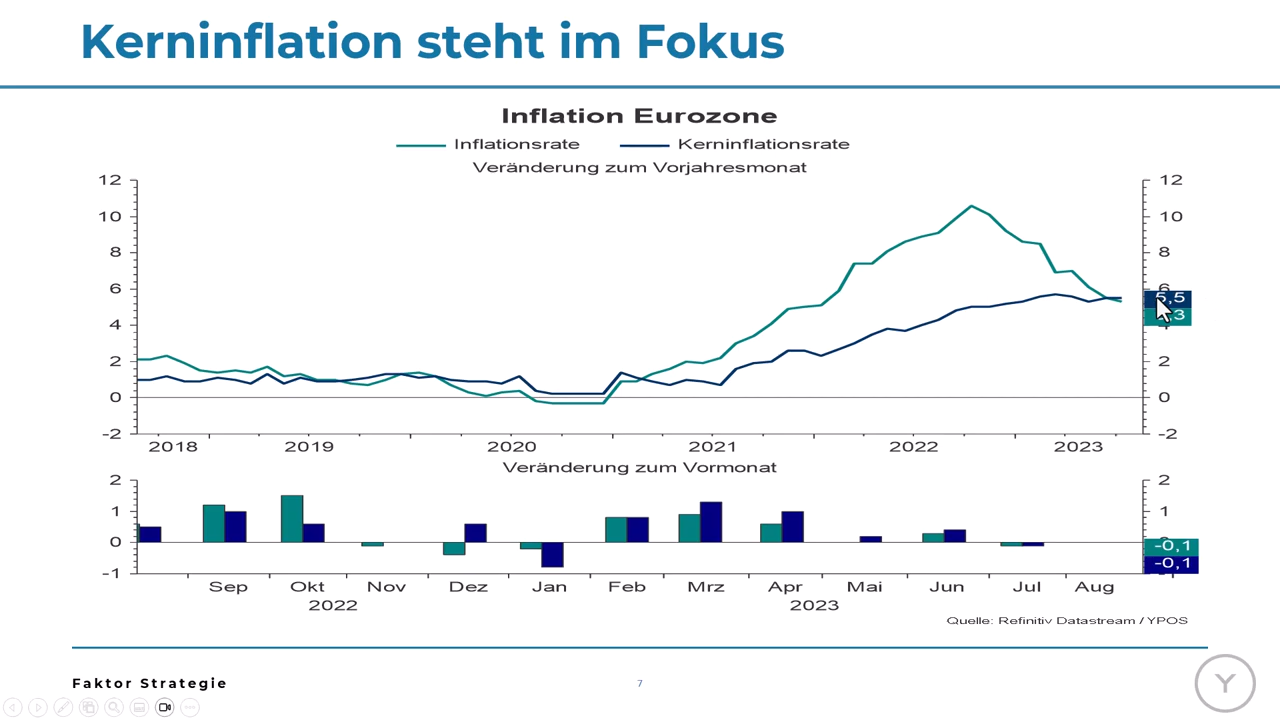 Kerninflation steht im Fokus
Inflation Eurozone
Inflationsrate Kerninflationsrate
Veränderung zum Vorjahresmonat
12 12
10 10
8 8
6 6
5,5
3
4
2 2
0 0
-2 -2
2018 2019 2020 2021 2022 2023
Veränderung zum Vormonat
2 2
1 1
0
-0,1
-0,1
-1
Sep Okt Nov Dez Jan Feb Mrz Apr Mai Jun Jul Aug
2022 2023
Quelle: Refinitiv Datastream / YPOS
Faktor Strategie 7 Y